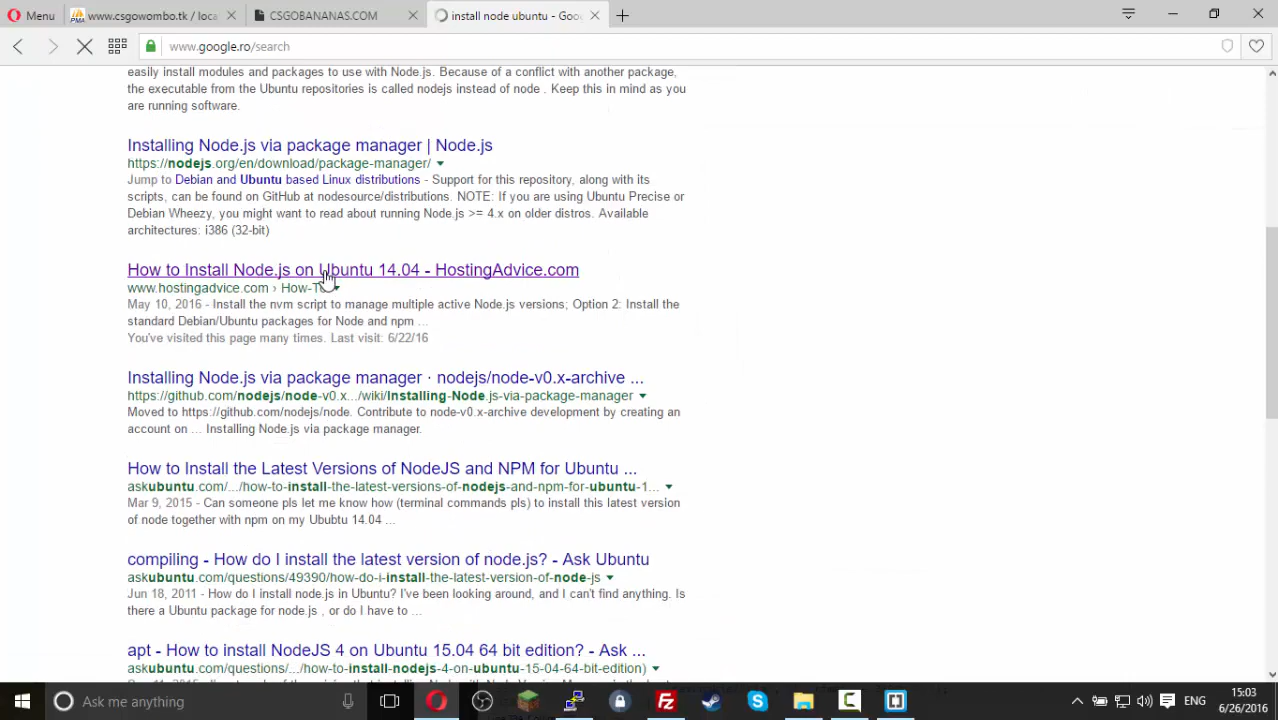 Menu
www.csgowombo.tk / loca
CSGOBANANAS.COM
install node ubuntu - Goo
www.google.ro/search
easily install modules and packages to use with Node.js. Because of a conflict with another package,
the executable from the Ubuntu repositories is called nodejs instead of node . Keep this in mind as you
are running software.
Installing Node.js via package manager | Node.js
https://nodejs.org/en/download/package-manager/
Jump to Debian and Ubuntu based Linux distributions - Support for this repository, along with its
scripts, can be found on GitHub at nodesource/distributions. NOTE: If you are using Ubuntu Precise or
Debian Wheezy, you might want to read about running Node.js >= 4.x on older distros. Available
architectures: i386 (32-bit)
How to Install Node.js on Ubuntu 14.04 - HostingAdvice.com
www.hostingadvice.com › How-To
May 10, 2016 - Install the nvm script to manage multiple active Node.js versions; Option 2: Install the
standard Debian/Ubuntu packages for Node and npm ...
You've visited this page many times. Last visit: 6/22/16
Installing Node.js via package manager · nodejs/node-v0.x-archive ...
https://github.com/nodejs/node-v0.x.../wiki/Installing-Node.js-via-package-manager
Moved to https://github.com/nodejs/node. Contribute to node-v0.x-archive development by creating an
account on ... Installing Node.js via package manager.
How to Install the Latest Versions of NodeJS and NPM for Ubuntu ...
askubuntu.com/.../how-to-install-the-latest-versions-of-nodejs-and-npm-for-ubuntu-1...
Mar 9, 2015 - Can someone pls let me know how (terminal commands pls) to install this latest version
of node together with npm on my Ububtu 14.04 ...
compiling - How do I install the latest version of node.js? - Ask Ubuntu
askubuntu.com/questions/49390/how-do-i-install-the-latest-version-of-node-js
Jun 18, 2011 - How do I install node.js in Ubuntu? I've been looking around, and I can't find anything. Is
there a Ubuntu package for node.js , or do I have to ...
apt - How to install NodeJS 4 on Ubuntu 15.04 64 bit edition? - Ask ...
askubuntu.com/questions/.../how-to-install-nodejs-4-on-ubuntu-15-04-64-bit-edition)
Ask me anything
ENG
15:03
6/26/2016